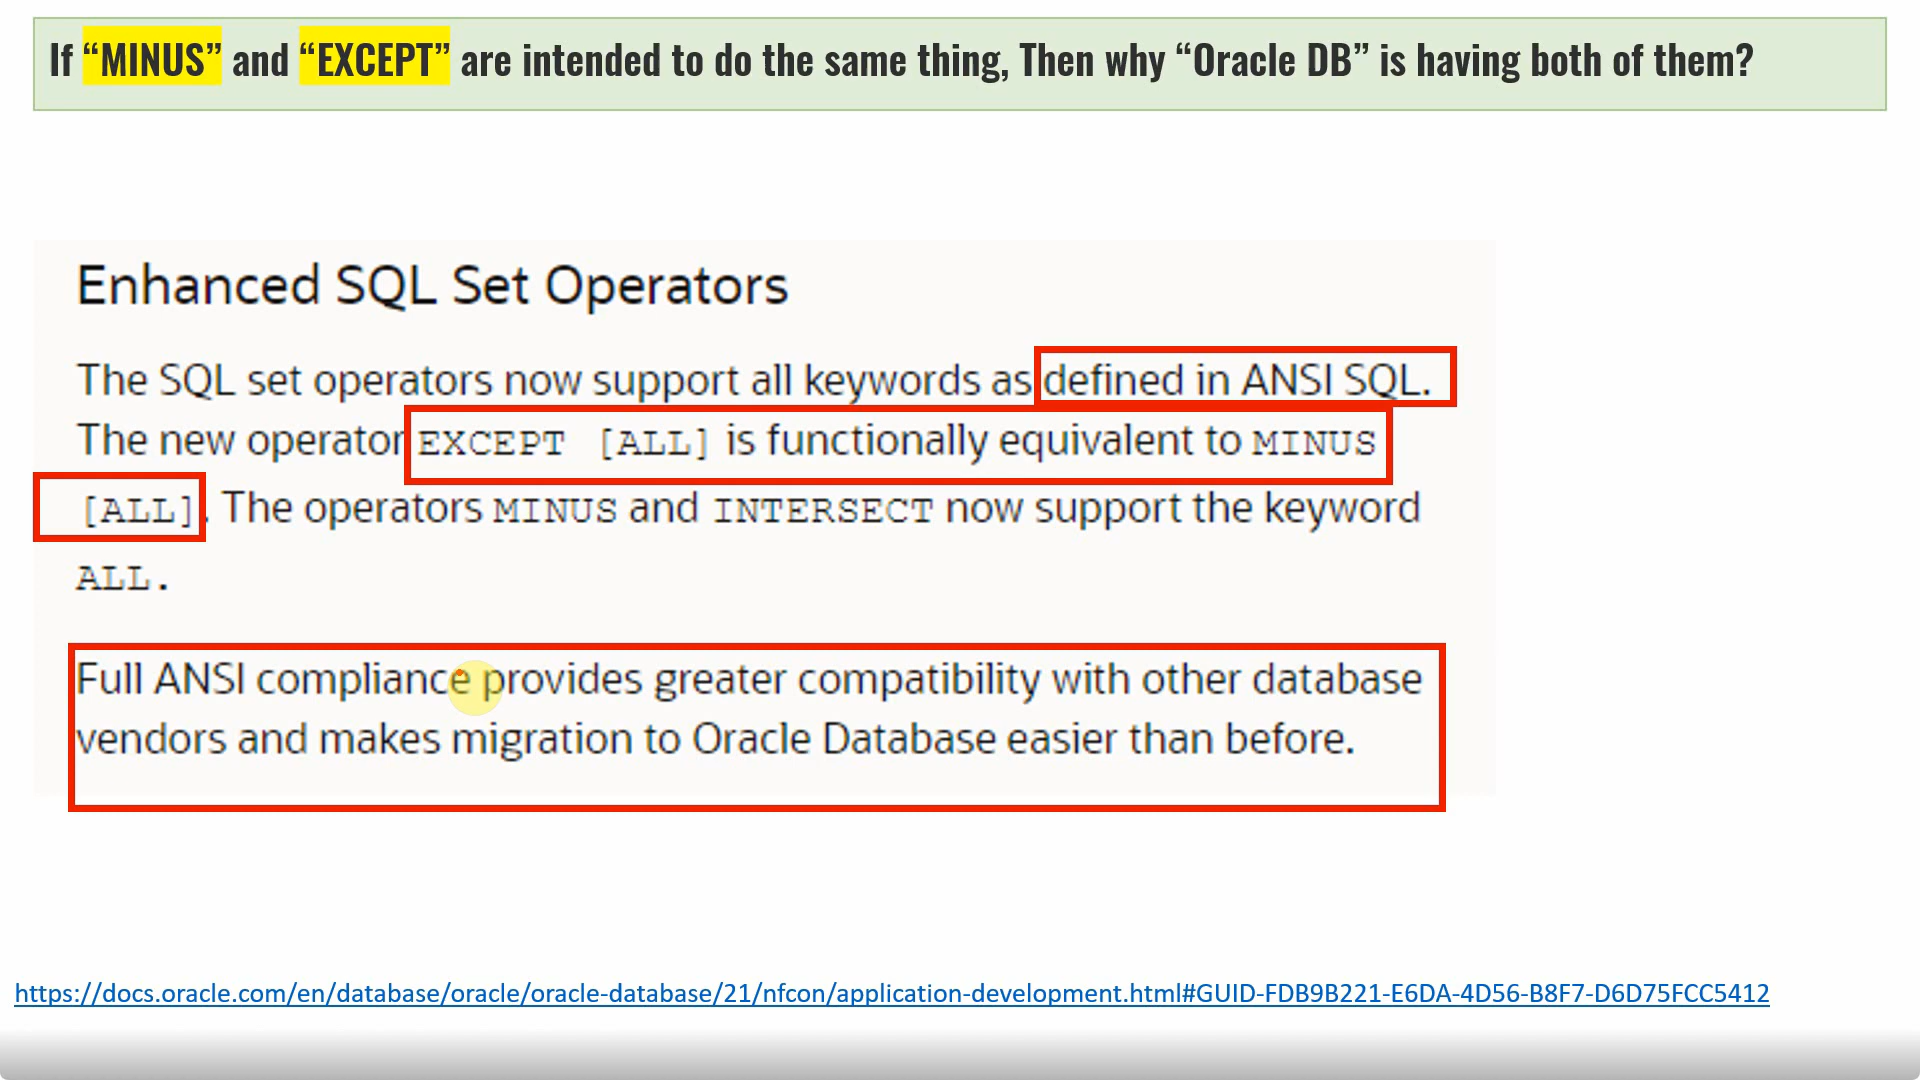 If “MINUS” and “EXCEPT” are intended to do the same thing, Then why “Oracle DB” is having both of them?
Enhanced SQL Set Operators
The SQL set operators now support all keywords as defined in ANSI SQL.
The new operator EXCEPT [ALL] is functionally equivalent to MINUS
[ALL]. The operators MINUS and INTERSECT now support the keyword
ALL.
Full ANSI compliance provides greater compatibility with other database
vendors and makes migration to Oracle Database easier than before.
https://docs.oracle.com/en/database/oracle/oracle-database/21/nfcon/application-development.html#GUID-FDB9B221-E6DA-4D56-B8F7-D6D75FCC5412